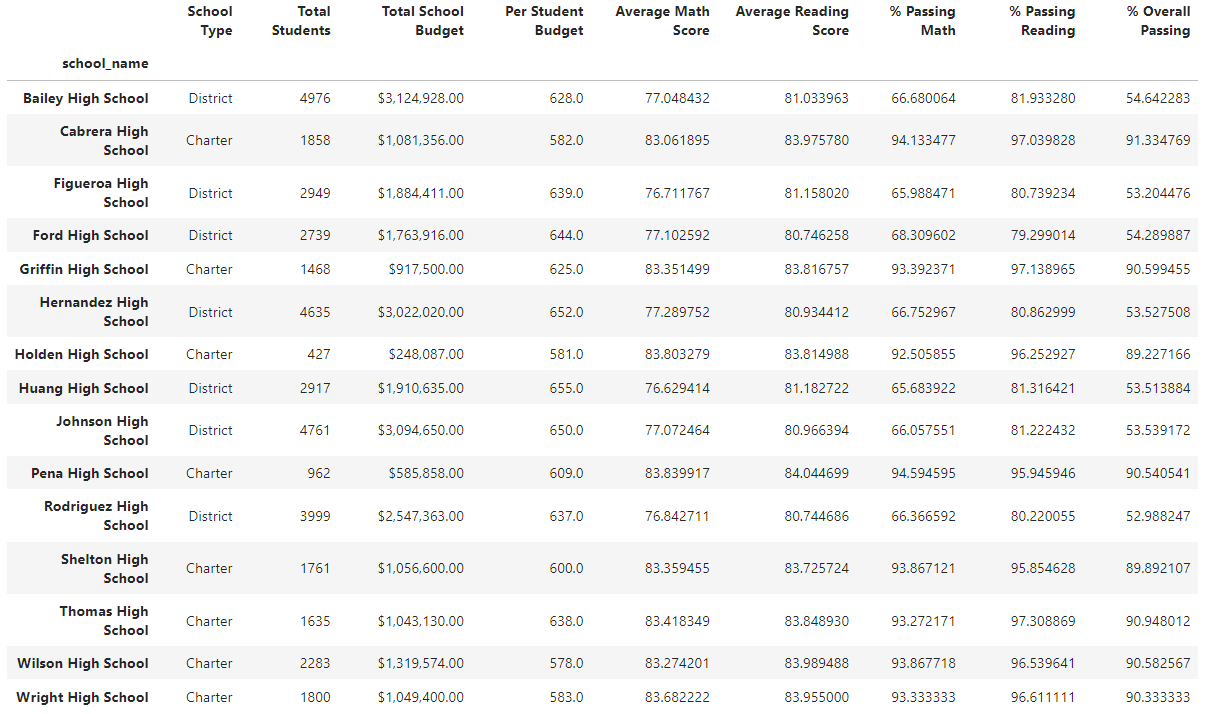 School Type Total Students Total School Budget Per Student Budget Average Math Score Average Reading Score % Passing Math % Passing Reading % Overall Passing
school_name
Bailey High School District 4976 $3,124,928.00 628.0 77.048432 81.033963 66.680064 81.933280 54.642283
Cabrera High School Charter 1858 $1,081,356.00 582.0 83.061895 83.975780 94.133477 97.039828 91.334769
Figueroa High School District 2949 $1,884,411.00 639.0 76.711767 81.158020 65.988471 80.739234 53.204476
Ford High School District 2739 $1,763,916.00 644.0 77.102592 80.746258 68.309602 79.299014 54.289887
Griffin High School Charter 1468 $917,500.00 625.0 83.351499 83.816757 93.392371 97.138965 90.599455
Hernandez High School District 4635 $3,022,020.00 652.0 77.289752 80.934412 66.752967 80.862999 53.527508
Holden High School Charter 427 $248,087.00 581.0 83.803279 83.814988 92.505855 96.252927 89.227166
Huang High School District 2917 $1,910,635.00 655.0 76.629414 81.182722 65.683922 81.316421 53.513884
Johnson High School District 4761 $3,094,650.00 650.0 77.072464 80.966394 66.057551 81.222432 53.539172
Pena High School Charter 962 $585,858.00 609.0 83.839917 84.044699 94.594595 95.945946 90.540541
Rodriguez High School District 3999 $2,547,363.00 637.0 76.842711 80.744686 66.366592 80.220055 52.988247
Shelton High School Charter 1761 $1,056,600.00 600.0 83.359455 83.725724 93.867121 95.854628 89.892107
Thomas High School Charter 1635 $1,043,130.00 638.0 83.418349 83.848930 93.272171 97.308869 90.948012
Wilson High School Charter 2283 $1,319,574.00 578.0 83.274201 83.989488 93.867718 96.539641 90.582567
Wright High School Charter 1800 $1,049,400.00 583.0 83.682222 83.955000 93.333333 96.611111 90.333333